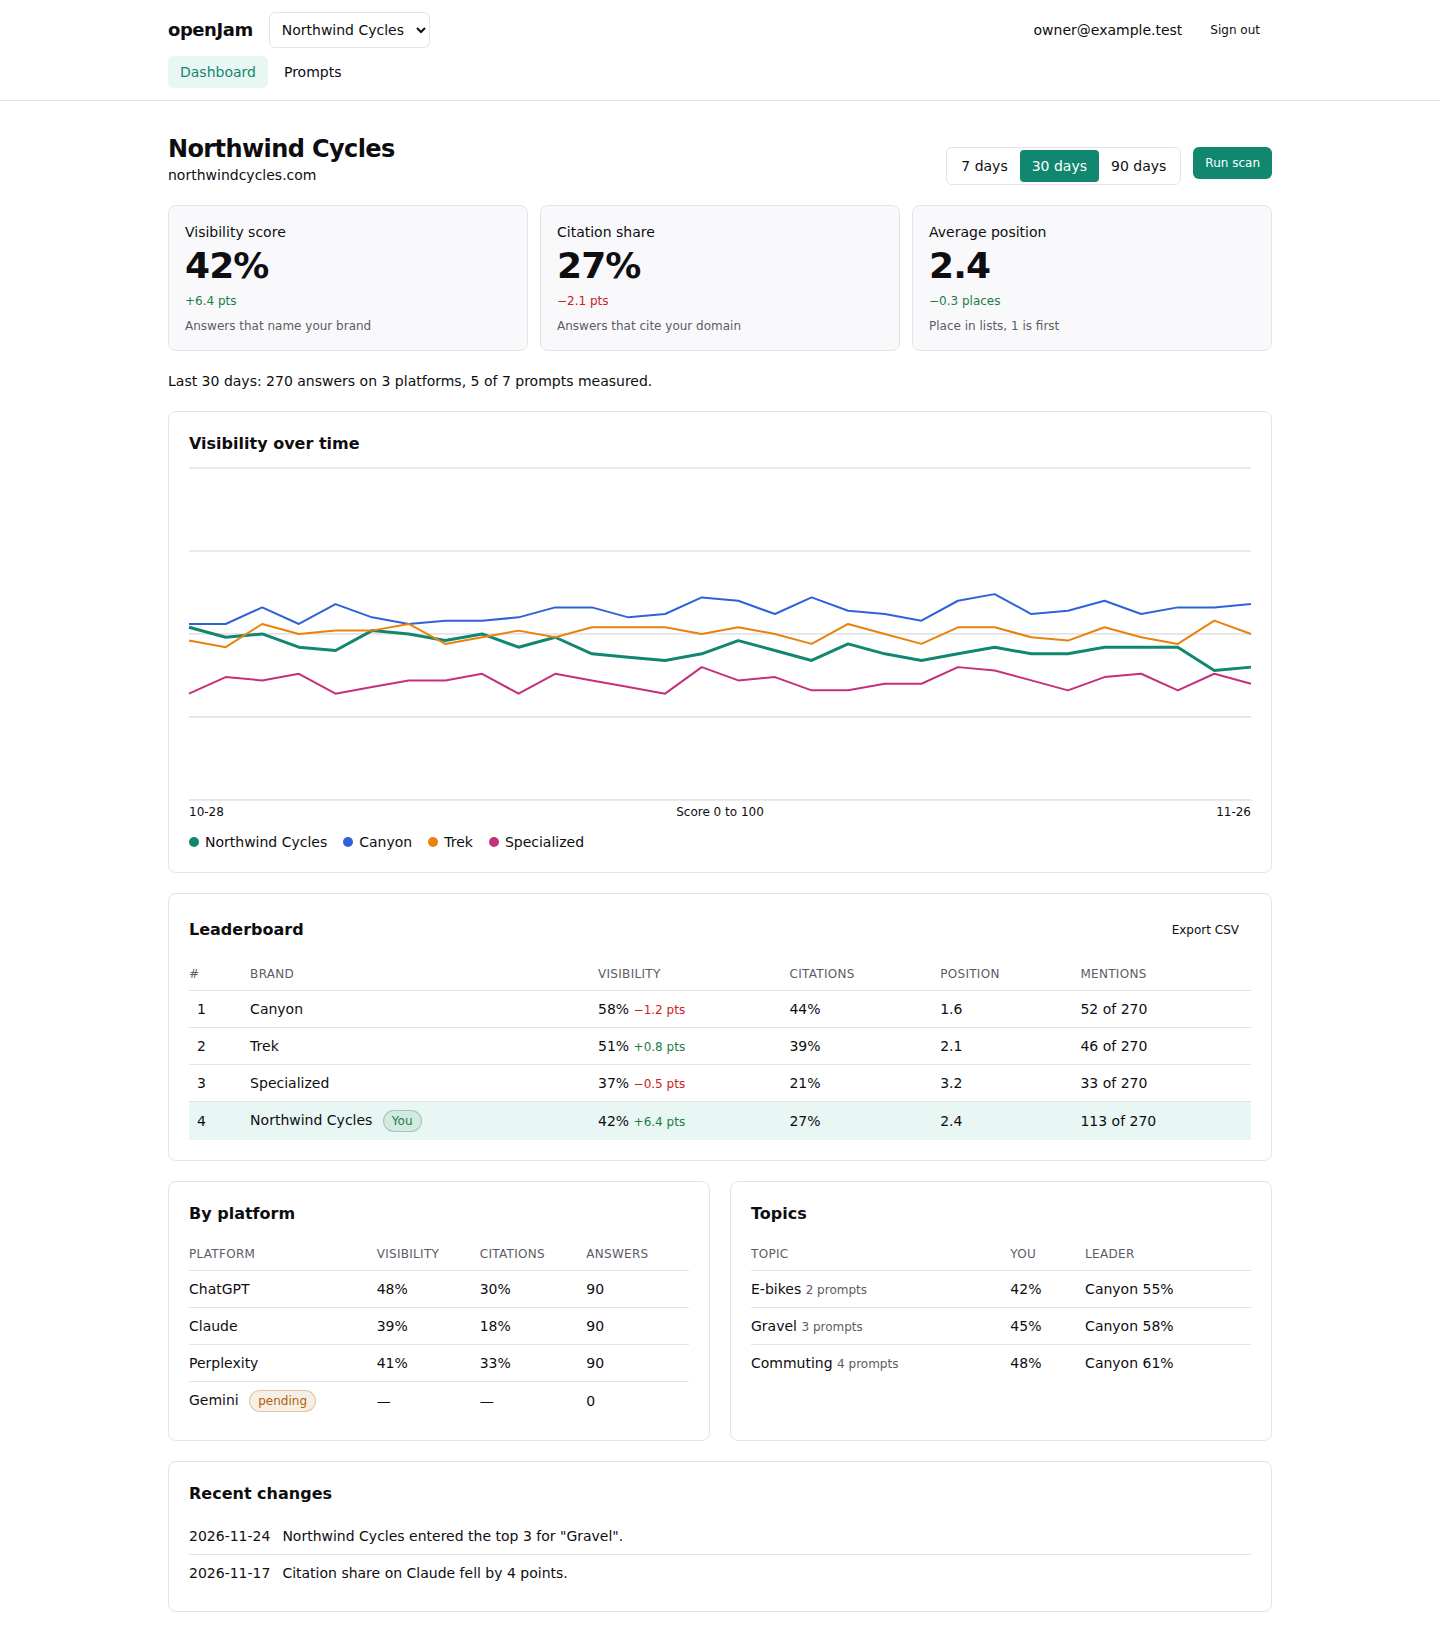 openJam Northwind Cycles owner@example.test Sign out
Dashboard Prompts
Northwind Cycles
northwindcycles.com
7 days 30 days 90 days Run scan
Visibility score
42%
+6.4 pts
Answers that name your brand
Citation share
27%
−2.1 pts
Answers that cite your domain
Average position
2.4
−0.3 places
Place in lists, 1 is first
Last 30 days: 270 answers on 3 platforms, 5 of 7 prompts measured.
Visibility over time
10-28 Score 0 to 100 11-26
Northwind Cycles Canyon Trek Specialized
Leaderboard Export CSV
# BRAND VISIBILITY CITATIONS POSITION MENTIONS
1 Canyon 58% −1.2 pts 44% 1.6 52 of 270
2 Trek 51% +0.8 pts 39% 2.1 46 of 270
3 Specialized 37% −0.5 pts 21% 3.2 33 of 270
4 Northwind Cycles You 42% +6.4 pts 27% 2.4 113 of 270
By platform
PLATFORM VISIBILITY CITATIONS ANSWERS
ChatGPT 48% 30% 90
Claude 39% 18% 90
Perplexity 41% 33% 90
Gemini pending — — 0
Topics
TOPIC YOU LEADER
E-bikes 2 prompts 42% Canyon 55%
Gravel 3 prompts 45% Canyon 58%
Commuting 4 prompts 48% Canyon 61%
Recent changes
2026-11-24 Northwind Cycles entered the top 3 for "Gravel".
2026-11-17 Citation share on Claude fell by 4 points.